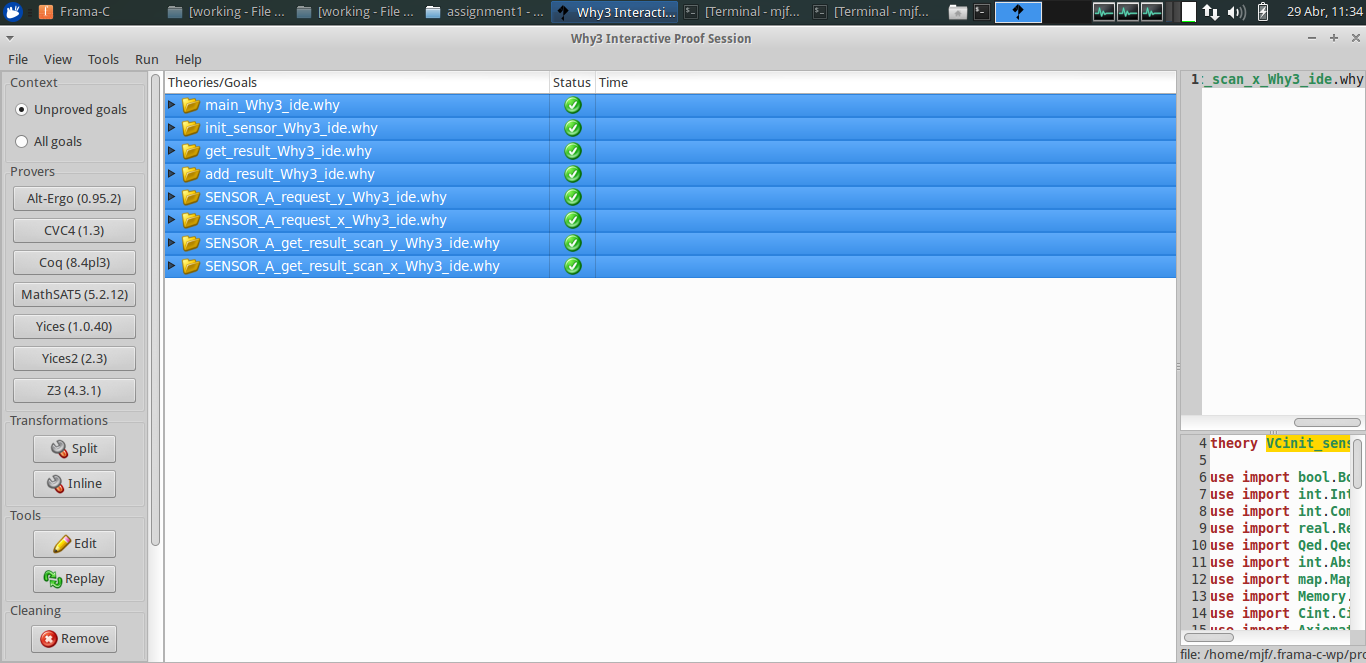 Frama-C [working - File ... [working - File ... assignment1 - ... Why3 Interacti... [Terminal - mjf... [Terminal - mjf... 29 Abr, 11:34
Why3 Interactive Proof Session
File View Tools Run Help
Context
Unproved goals
All goals
Provers
Alt-Ergo (0.95.2)
CVC4 (1.3)
Coq (8.4pl3)
MathSAT5 (5.2.12)
Yices (1.0.40)
Yices2 (2.3)
Z3 (4.3.1)
Transformations
Split
Inline
Tools
Edit
Replay
Cleaning
Remove
Theories/Goals Status Time
main_Why3_ide.why
init_sensor_Why3_ide.why
get_result_Why3_ide.why
add_result_Why3_ide.why
SENSOR_A_request_y_Why3_ide.why
SENSOR_A_request_x_Why3_ide.why
SENSOR_A_get_result_scan_y_Why3_ide.why
SENSOR_A_get_result_scan_x_Why3_ide.why
1 _scan_x_Why3_ide.why
4 theory VCinit_sens
5
6 use import bool.Bo
7 use import int.Int
8 use import int.Com
9 use import real.Re
10 use import Qed.Qed
11 use import int.Abs
12 use import map.Map
13 use import Memory.
14 use import Cint.Ci
15 use import Axiomat
file: /home/mjf/.frama-c-wp/pro